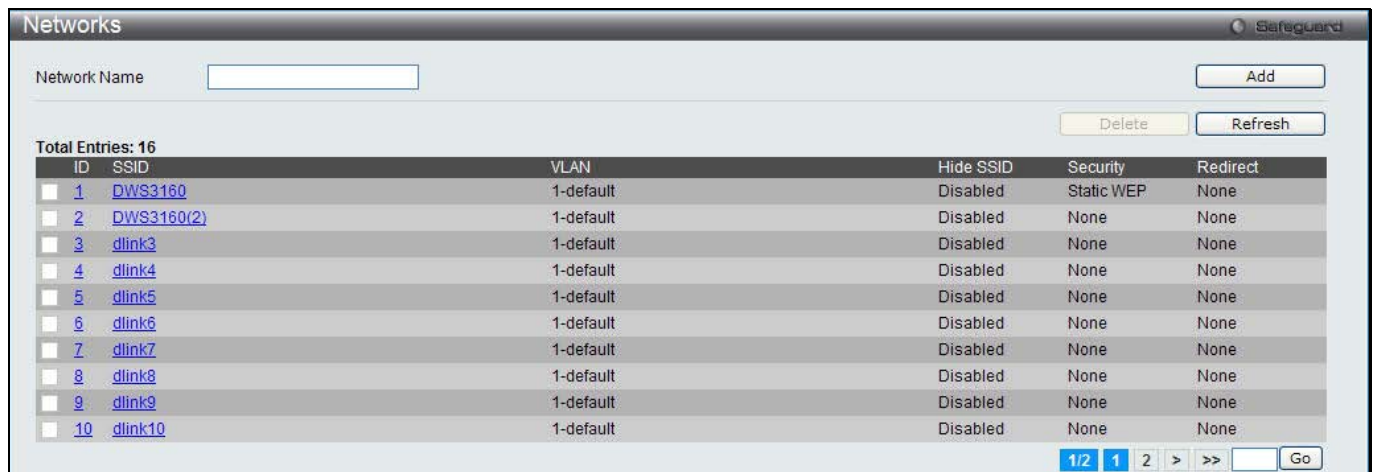 Networks Safeguard
Network Name Add
Delete Refresh
Total Entries: 16
ID SSID VLAN Hide SSID Security Redirect
1 DWS3160 1-default Disabled Static WEP None
2 DWS3160(2) 1-default Disabled None None
3 dlink3 1-default Disabled None None
4 dlink4 1-default Disabled None None
5 dlink5 1-default Disabled None None
6 dlink6 1-default Disabled None None
7 dlink7 1-default Disabled None None
8 dlink8 1-default Disabled None None
9 dlink9 1-default Disabled None None
10 dlink10 1-default Disabled None None
1/2 1 2 > >> Go